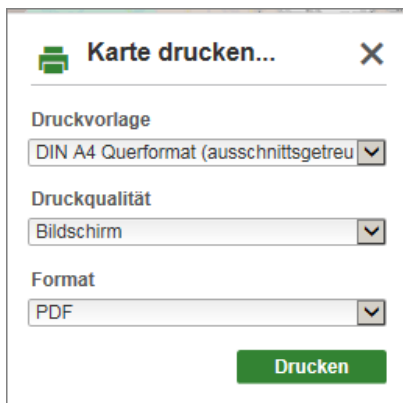 Karte drucken...
Druckvorlage
DIN A4 Querformat (ausschnittsgetreu
Druckqualität
Bildschirm
Format
PDF
Drucken